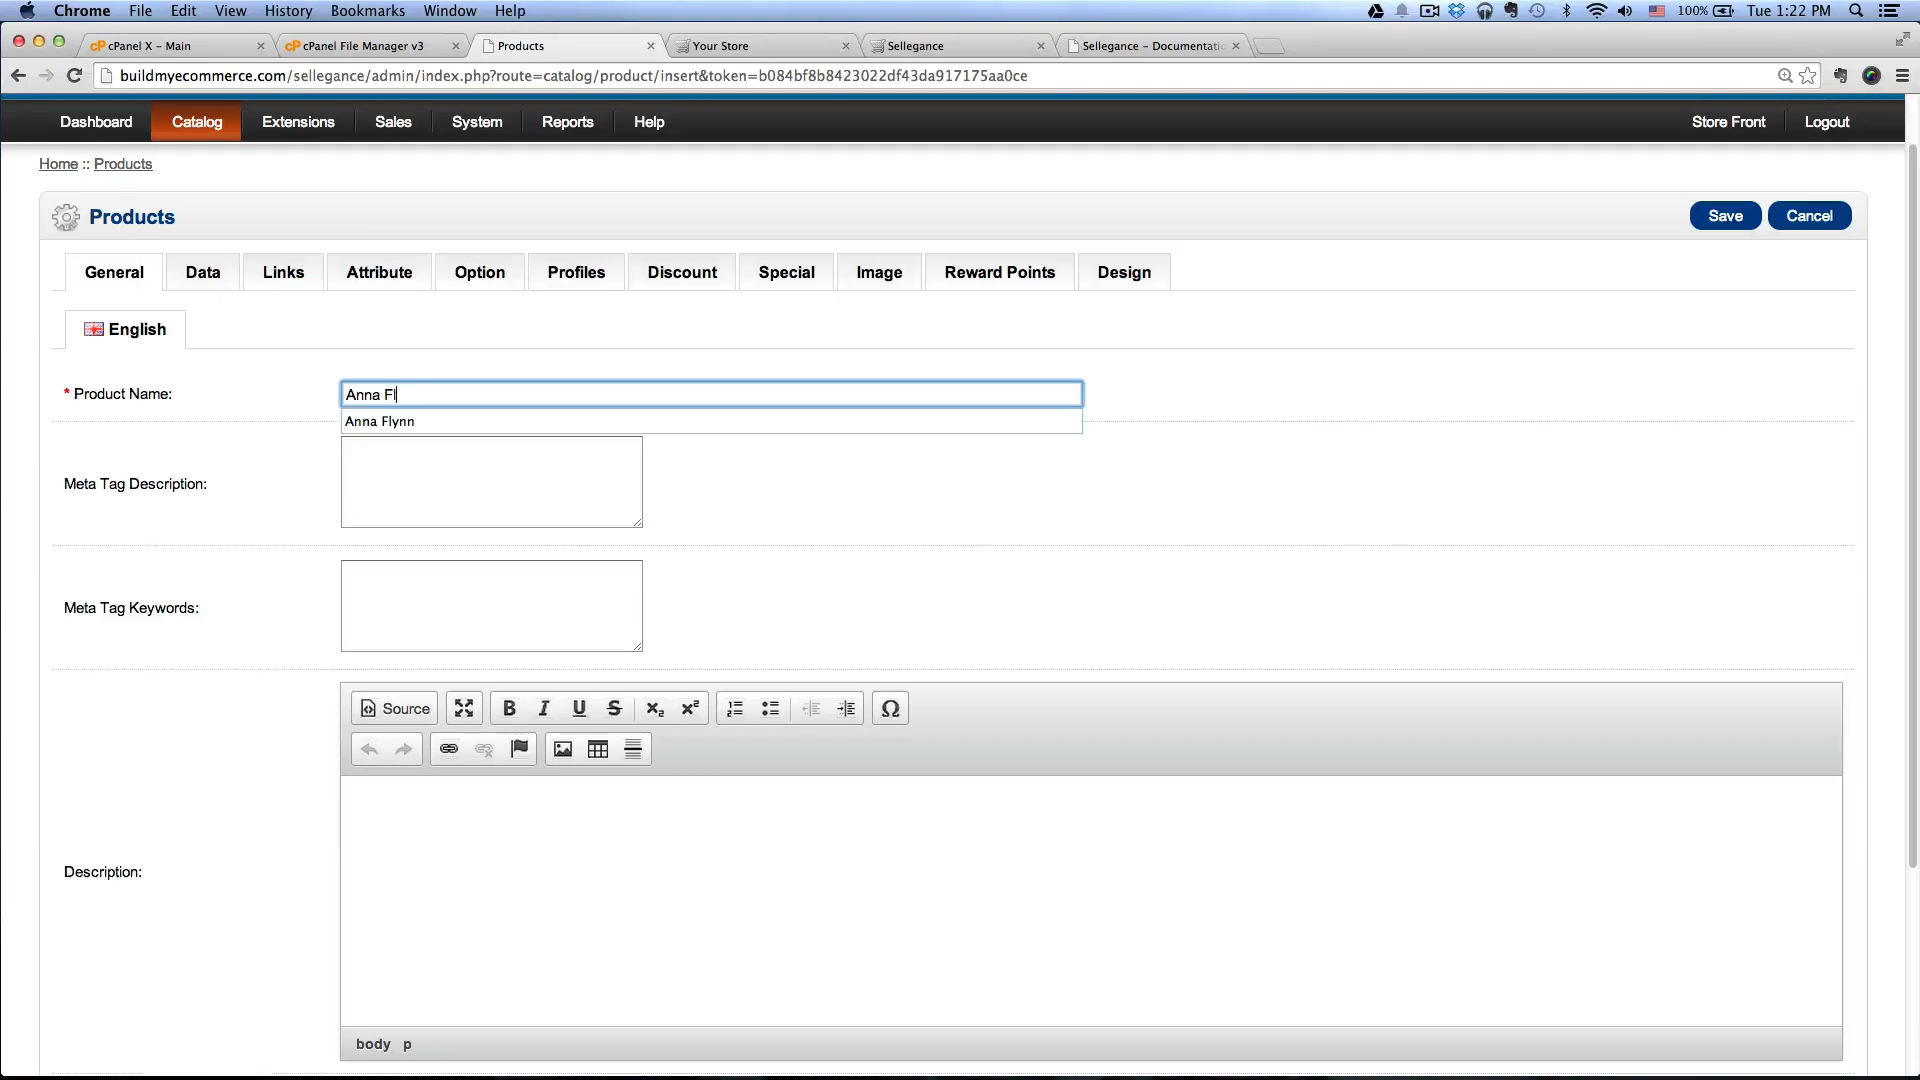 Chrome File Edit View History Bookmarks Window Help 100% Tue 1:22 PM
cPanel X - Main cPanel File Manager v3 Products Your Store Sellegance Sellegance - Documentatio
buildmyecommerce.com/sellegance/admin/index.php?route=catalog/product/insert&token=b084bf8b8423022df43da917175aa0ce
Dashboard Catalog Extensions Sales System Reports Help Store Front Logout
Home :: Products
Products Save Cancel
General Data Links Attribute Option Profiles Discount Special Image Reward Points Design
English
* Product Name: Anna Fl
Anna Flynn
Meta Tag Description:
Meta Tag Keywords:
Source B I U S x₂ x² Ω
Description:
body p